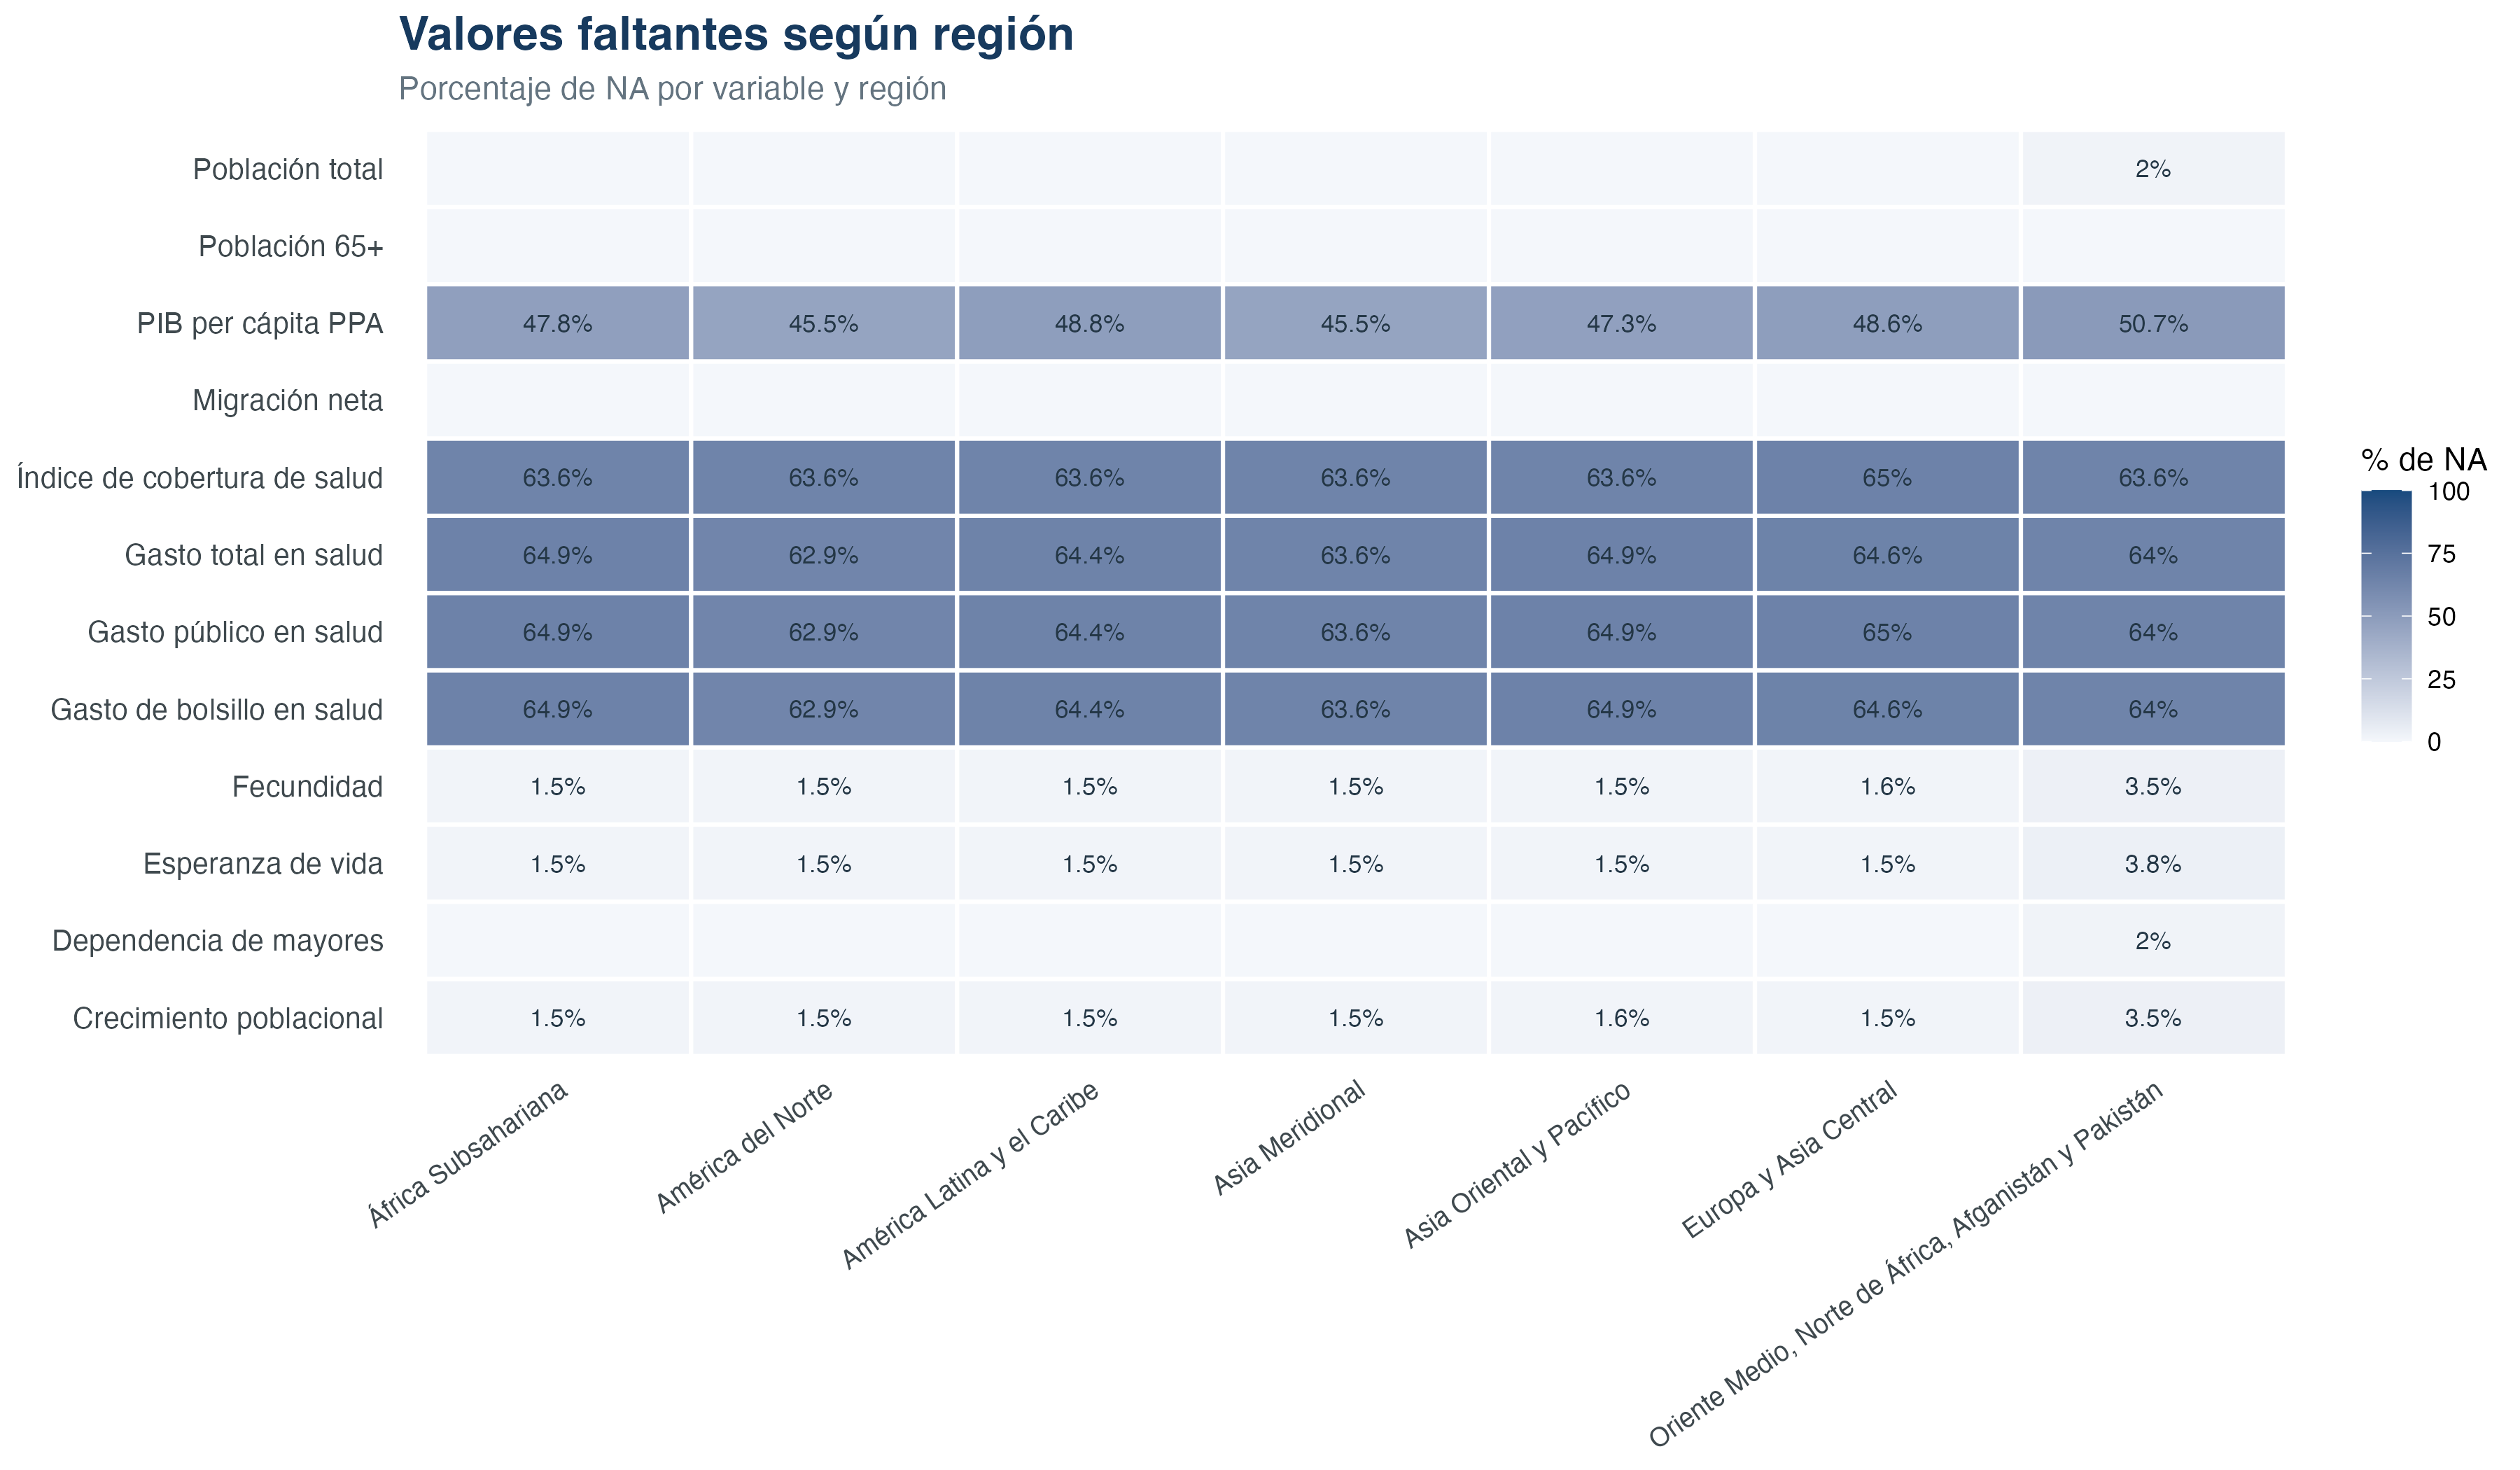 Valores faltantes según región
Porcentaje de NA por variable y región
Población total 2%
Población 65+
PIB per cápita PPA 47.8% 45.5% 48.8% 45.5% 47.3% 48.6% 50.7%
Migración neta
Índice de cobertura de salud 63.6% 63.6% 63.6% 63.6% 63.6% 65% 63.6%
Gasto total en salud 64.9% 62.9% 64.4% 63.6% 64.9% 64.6% 64%
Gasto público en salud 64.9% 62.9% 64.4% 63.6% 64.9% 65% 64%
Gasto de bolsillo en salud 64.9% 62.9% 64.4% 63.6% 64.9% 64.6% 64%
Fecundidad 1.5% 1.5% 1.5% 1.5% 1.5% 1.6% 3.5%
Esperanza de vida 1.5% 1.5% 1.5% 1.5% 1.5% 1.5% 3.8%
Dependencia de mayores 2%
Crecimiento poblacional 1.5% 1.5% 1.5% 1.5% 1.6% 1.5% 3.5%
África Subsahariana
América del Norte
América Latina y el Caribe
Asia Meridional
Asia Oriental y Pacífico
Europa y Asia Central
Oriente Medio, Norte de África, Afganistán y Pakistán
% de NA
100
75
50
25
0